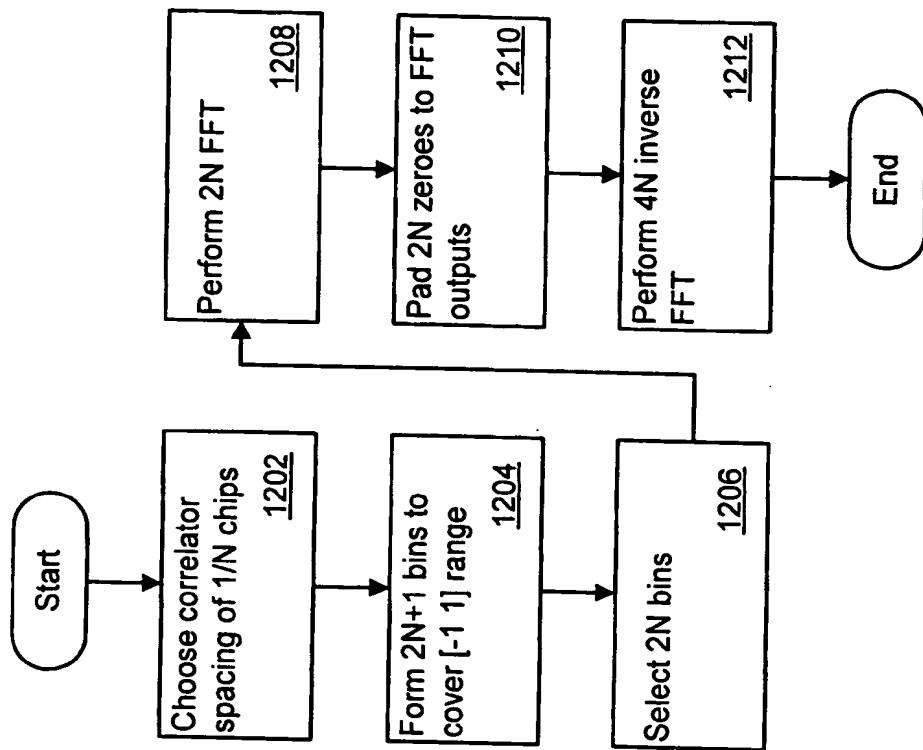 Start
Choose correlator
spacing of 1/N chips
1202
Form 2N+1 bins to
cover [-1 1] range
1204
Select 2N bins
1206
Perform 2N FFT
1208
Pad 2N zeroes to FFT
outputs
1210
Perform 4N inverse
FFT
1212
End